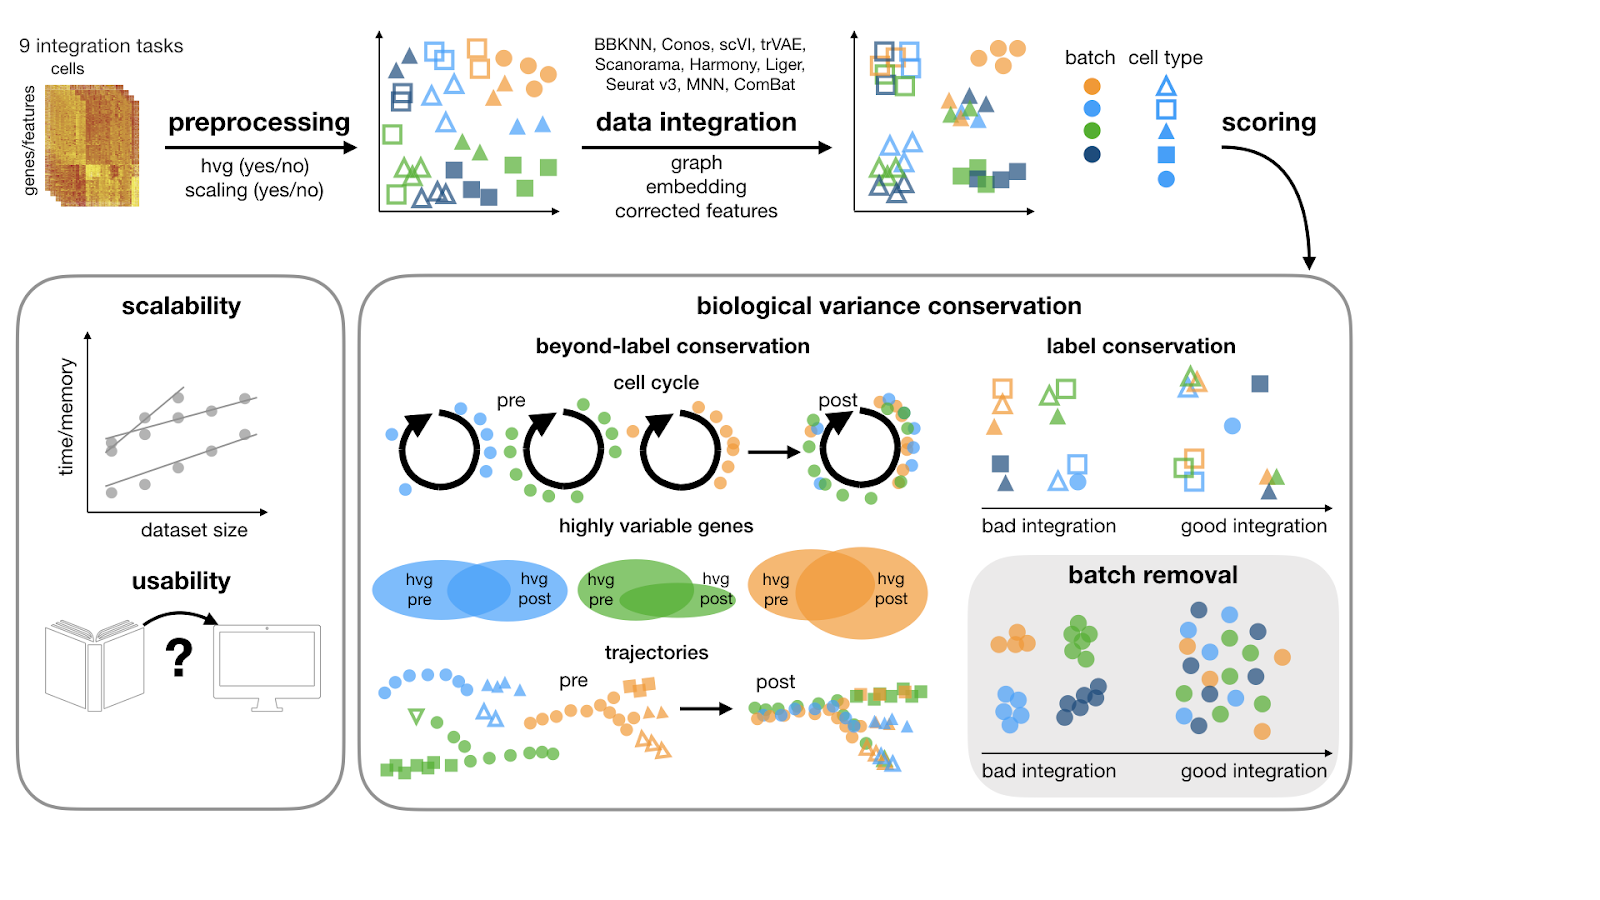 9 integration tasks
cells
genes/features
preprocessing
hvg (yes/no)
scaling (yes/no)
BBKNN, Conos, scVI, trVAE,
Scanorama, Harmony, Liger,
Seurat v3, MNN, ComBat
data integration
graph
embedding
corrected features
batch
cell type
scoring
scalability
time/memory
dataset size
usability
?
biological variance conservation
beyond-label conservation
cell cycle
pre
post
highly variable genes
hvg
pre
hvg
post
hvg
pre
hvg
post
hvg
pre
hvg
post
trajectories
pre
post
label conservation
bad integration
good integration
batch removal
bad integration
good integration